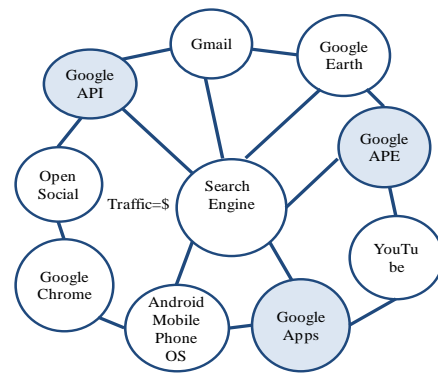 Gmail
Google
Earth
Google
API
Google
APE
Open
Social
Traffic=$
Search
Engine
YouTu
be
Google
Chrome
Android
Mobile
Phone
OS
Google
Apps